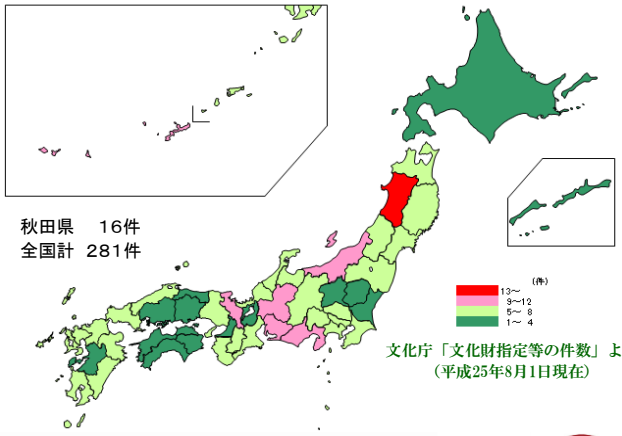 秋田県　16件
全国計　281件
(件)
13～
9～12
5～ 8
1～ 4
文化庁「文化財指定等の件数」よ
（平成25年8月1日現在）